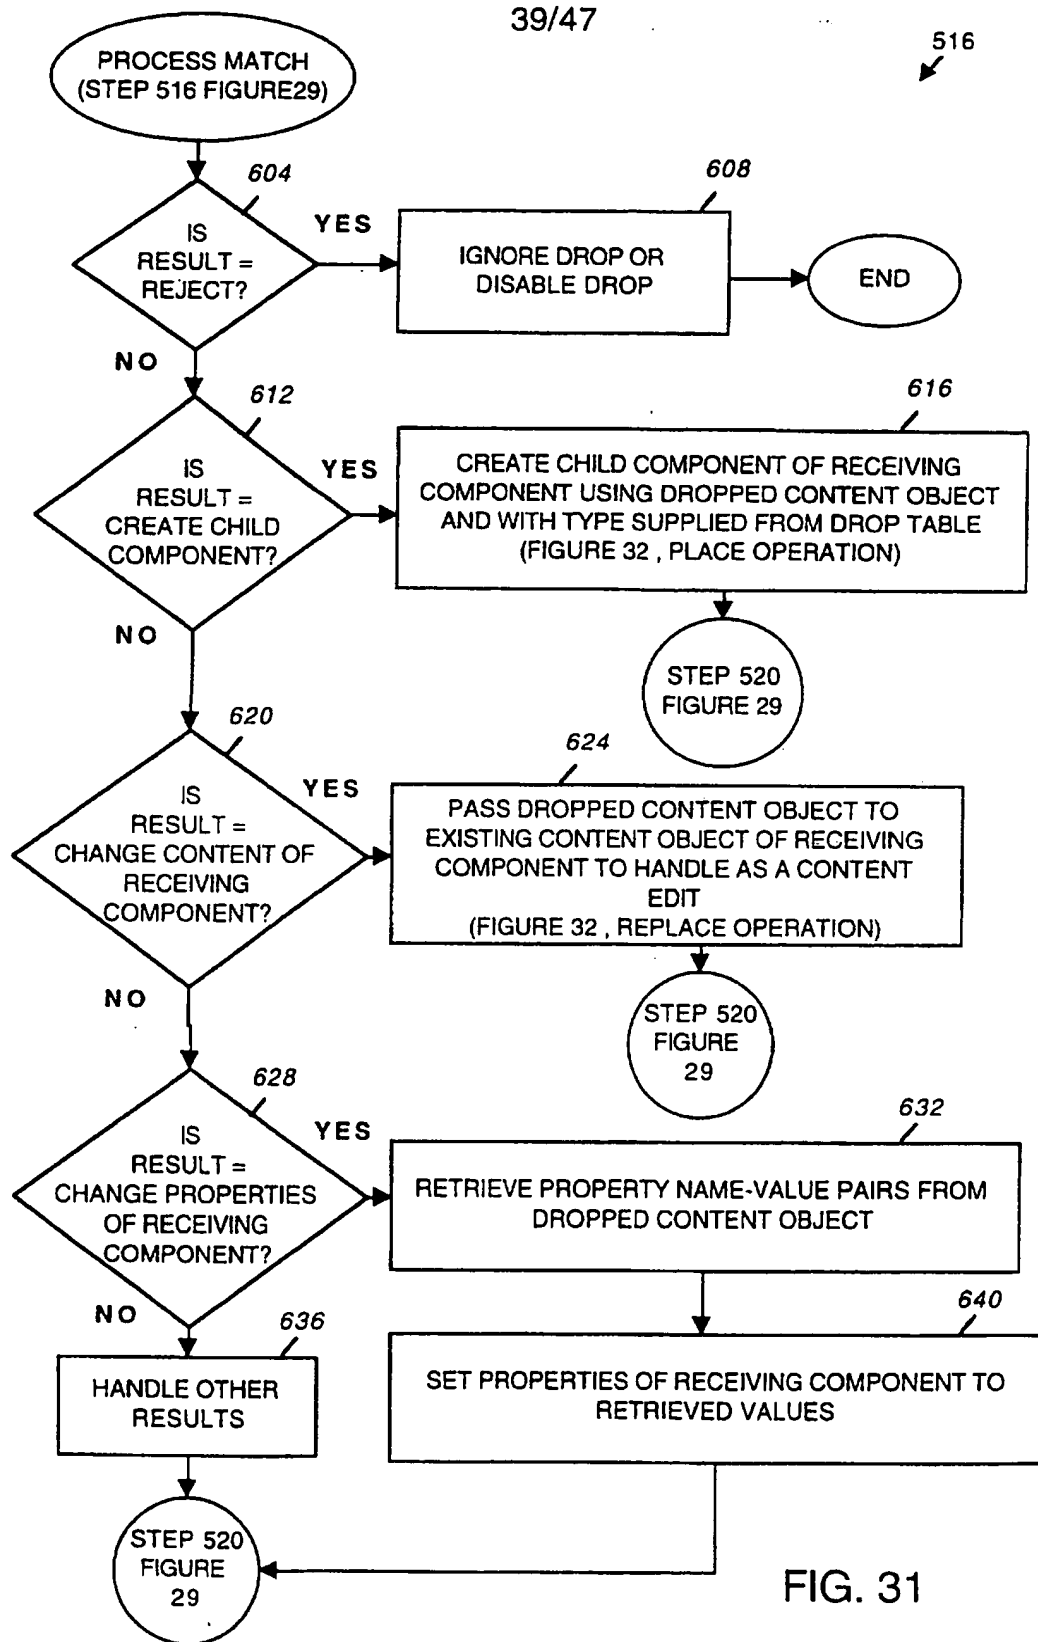 39/47
516
PROCESS MATCH
(STEP 516 FIGURE29)
604
IS
RESULT =
REJECT?
YES
608
IGNORE DROP OR
DISABLE DROP
END
NO
612
IS
RESULT =
CREATE CHILD
COMPONENT?
YES
616
CREATE CHILD COMPONENT OF RECEIVING
COMPONENT USING DROPPED CONTENT OBJECT
AND WITH TYPE SUPPLIED FROM DROP TABLE
(FIGURE 32 , PLACE OPERATION)
STEP 520
FIGURE 29
NO
620
IS
RESULT =
CHANGE CONTENT OF
RECEIVING
COMPONENT?
YES
624
PASS DROPPED CONTENT OBJECT TO
EXISTING CONTENT OBJECT OF RECEIVING
COMPONENT TO HANDLE AS A CONTENT
EDIT
(FIGURE 32 , REPLACE OPERATION)
STEP 520
FIGURE
29
NO
628
IS
RESULT =
CHANGE PROPERTIES
OF RECEIVING
COMPONENT?
YES
632
RETRIEVE PROPERTY NAME-VALUE PAIRS FROM
DROPPED CONTENT OBJECT
NO
636
HANDLE OTHER
RESULTS
640
SET PROPERTIES OF RECEIVING COMPONENT TO
RETRIEVED VALUES
STEP 520
FIGURE
29
FIG. 31